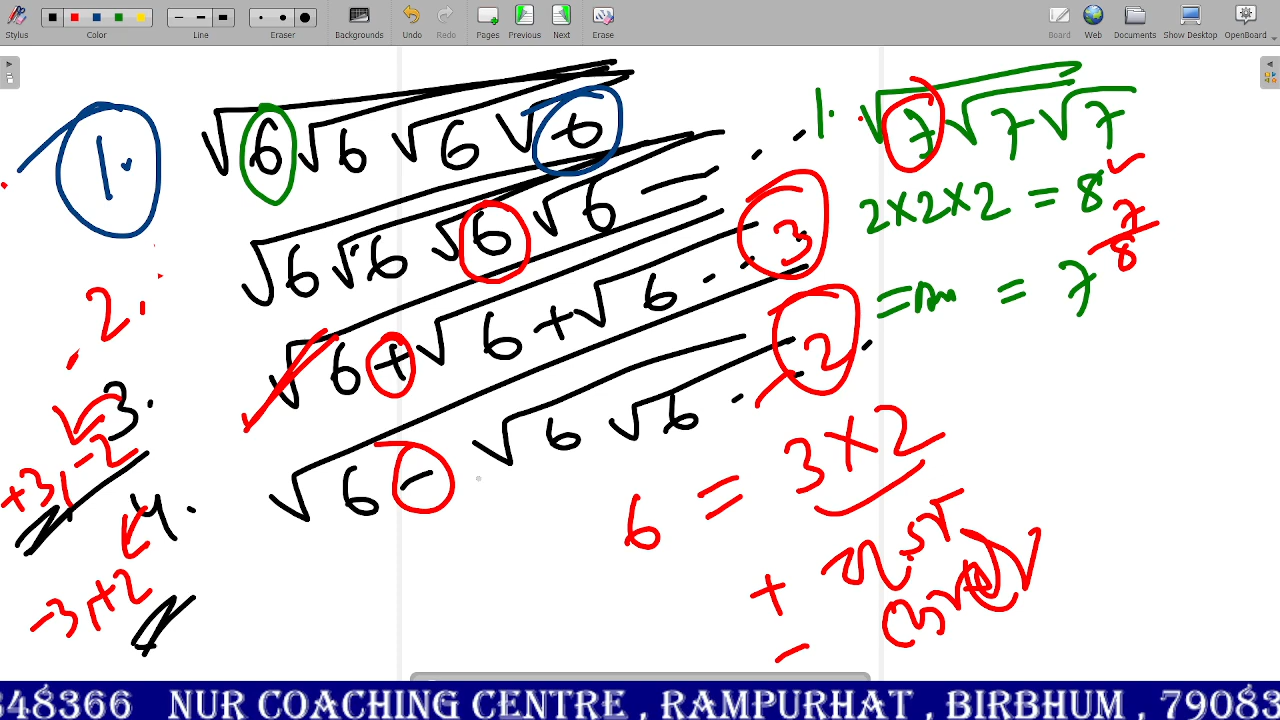 Stylus Color Line Eraser Backgrounds Undo Redo Pages Previous Next Erase Board Web Documents Show Desktop OpenBoard
1. √6√6√6√6 . . .
2. √6√6√6√6
3. √6+√6+√6 . . . 3
4. √6-√6√6 . . . 2
+3, -2
-3, +2
1. √7√7√7
2×2×2 = 8
7/8
= = 7
6 = 3×2
+
-
348366 NUR COACHING CENTRE , RAMPURHAT , BIRBHUM , 79083